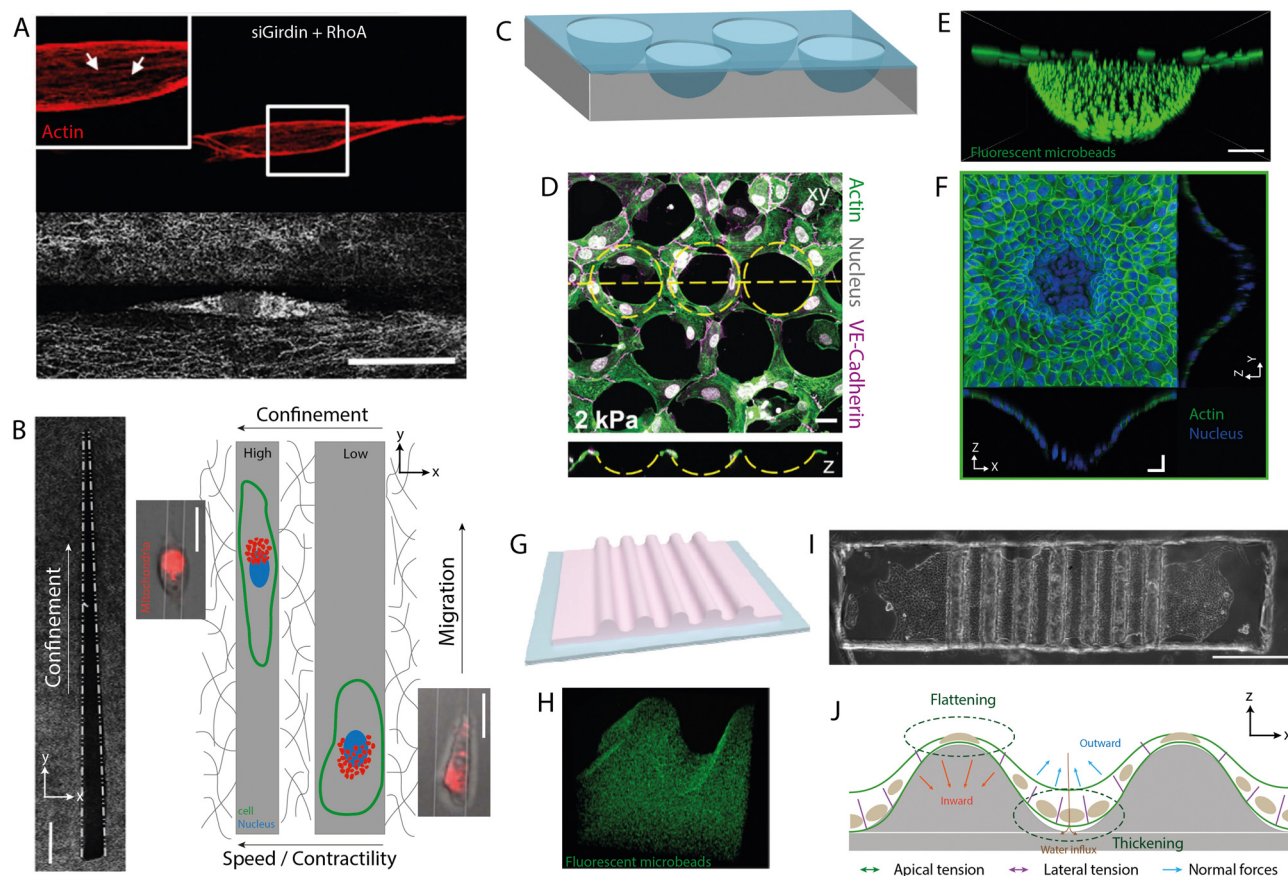 A
siGirdin + RhoA
Actin
B
Confinement
y
x
Mitochondria
Confinement
High
Low
y
x
Migration
cell
Nucleus
Speed / Contractility
C
D
xy
2 kPa
z
Actin Nucleus VE-Cadherin
E
Fluorescent microbeads
F
Y
Z
Actin
Nucleus
Z
X
G
H
Fluorescent microbeads
I
J
Flattening
Z
x
Outward
Inward
Water influx
Thickening
Apical tension Lateral tension Normal forces